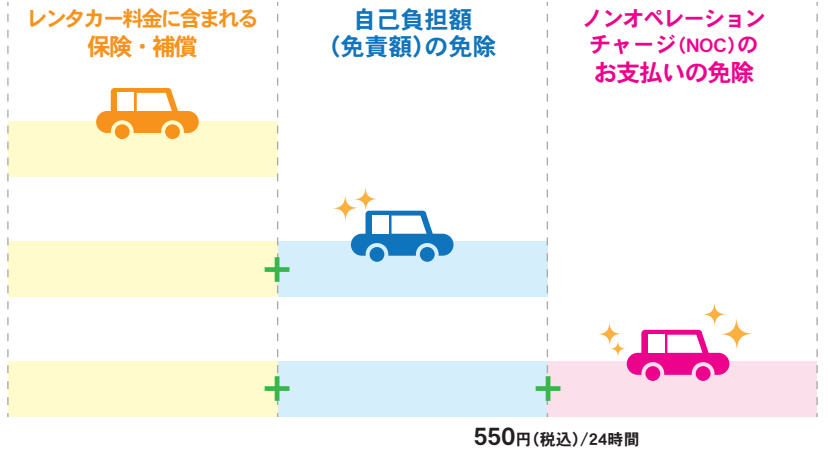 レンタカー料金に含まれる
保険・補償
自己負担額
(免責額)の免除
ノンオペレーション
チャージ(NOC)の
お支払いの免除
+
+
+
550円(税込)/24時間